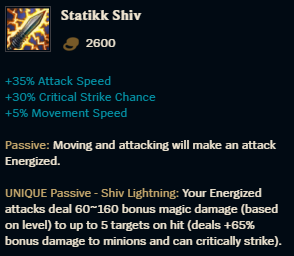 Statikk Shiv
2600
+35% Attack Speed
+30% Critical Strike Chance
+5% Movement Speed
Passive: Moving and attacking will make an attack
Energized.
UNIQUE Passive - Shiv Lightning: Your Energized
attacks deal 60~160 bonus magic damage (based
on level) to up to 5 targets on hit (deals +65%
bonus damage to minions and can critically strike).